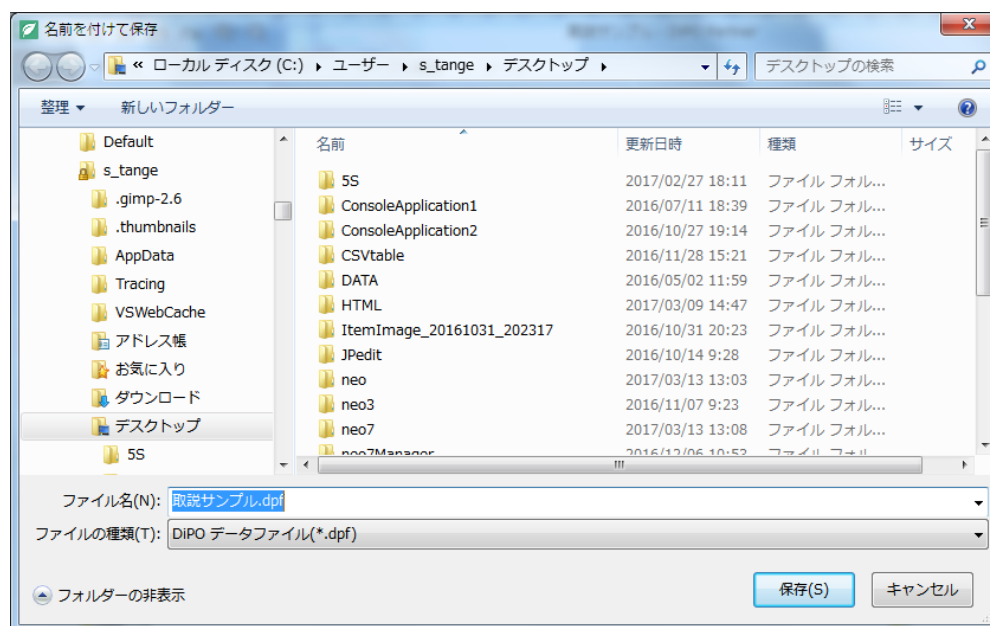 名前を付けて保存
« ローカル ディスク (C:) ▸ ユーザー ▸ s_tange ▸ デスクトップ ▸
デスクトップの検索
整理 ▼ 新しいフォルダー
Default
s_tange
.gimp-2.6
.thumbnails
AppData
Tracing
VSWebCache
アドレス帳
お気に入り
ダウンロード
デスクトップ
5S
名前 更新日時 種類 サイズ
5S 2017/02/27 18:11 ファイル フォル...
ConsoleApplication1 2016/07/11 18:39 ファイル フォル...
ConsoleApplication2 2016/10/27 19:14 ファイル フォル...
CSVtable 2016/11/28 15:21 ファイル フォル...
DATA 2016/05/02 11:59 ファイル フォル...
HTML 2017/03/09 14:47 ファイル フォル...
ItemImage_20161031_202317 2016/10/31 20:23 ファイル フォル...
JPedit 2016/10/14 9:28 ファイル フォル...
neo 2017/03/13 13:03 ファイル フォル...
neo3 2016/11/07 9:23 ファイル フォル...
neo7 2017/03/13 13:08 ファイル フォル...
neo7Manager 2016/12/06 10:52 ファイル フォル...
ファイル名(N): 取説サンプル.dpf
ファイルの種類(T): DiPO データファイル(*.dpf)
フォルダーの非表示
保存(S) キャンセル